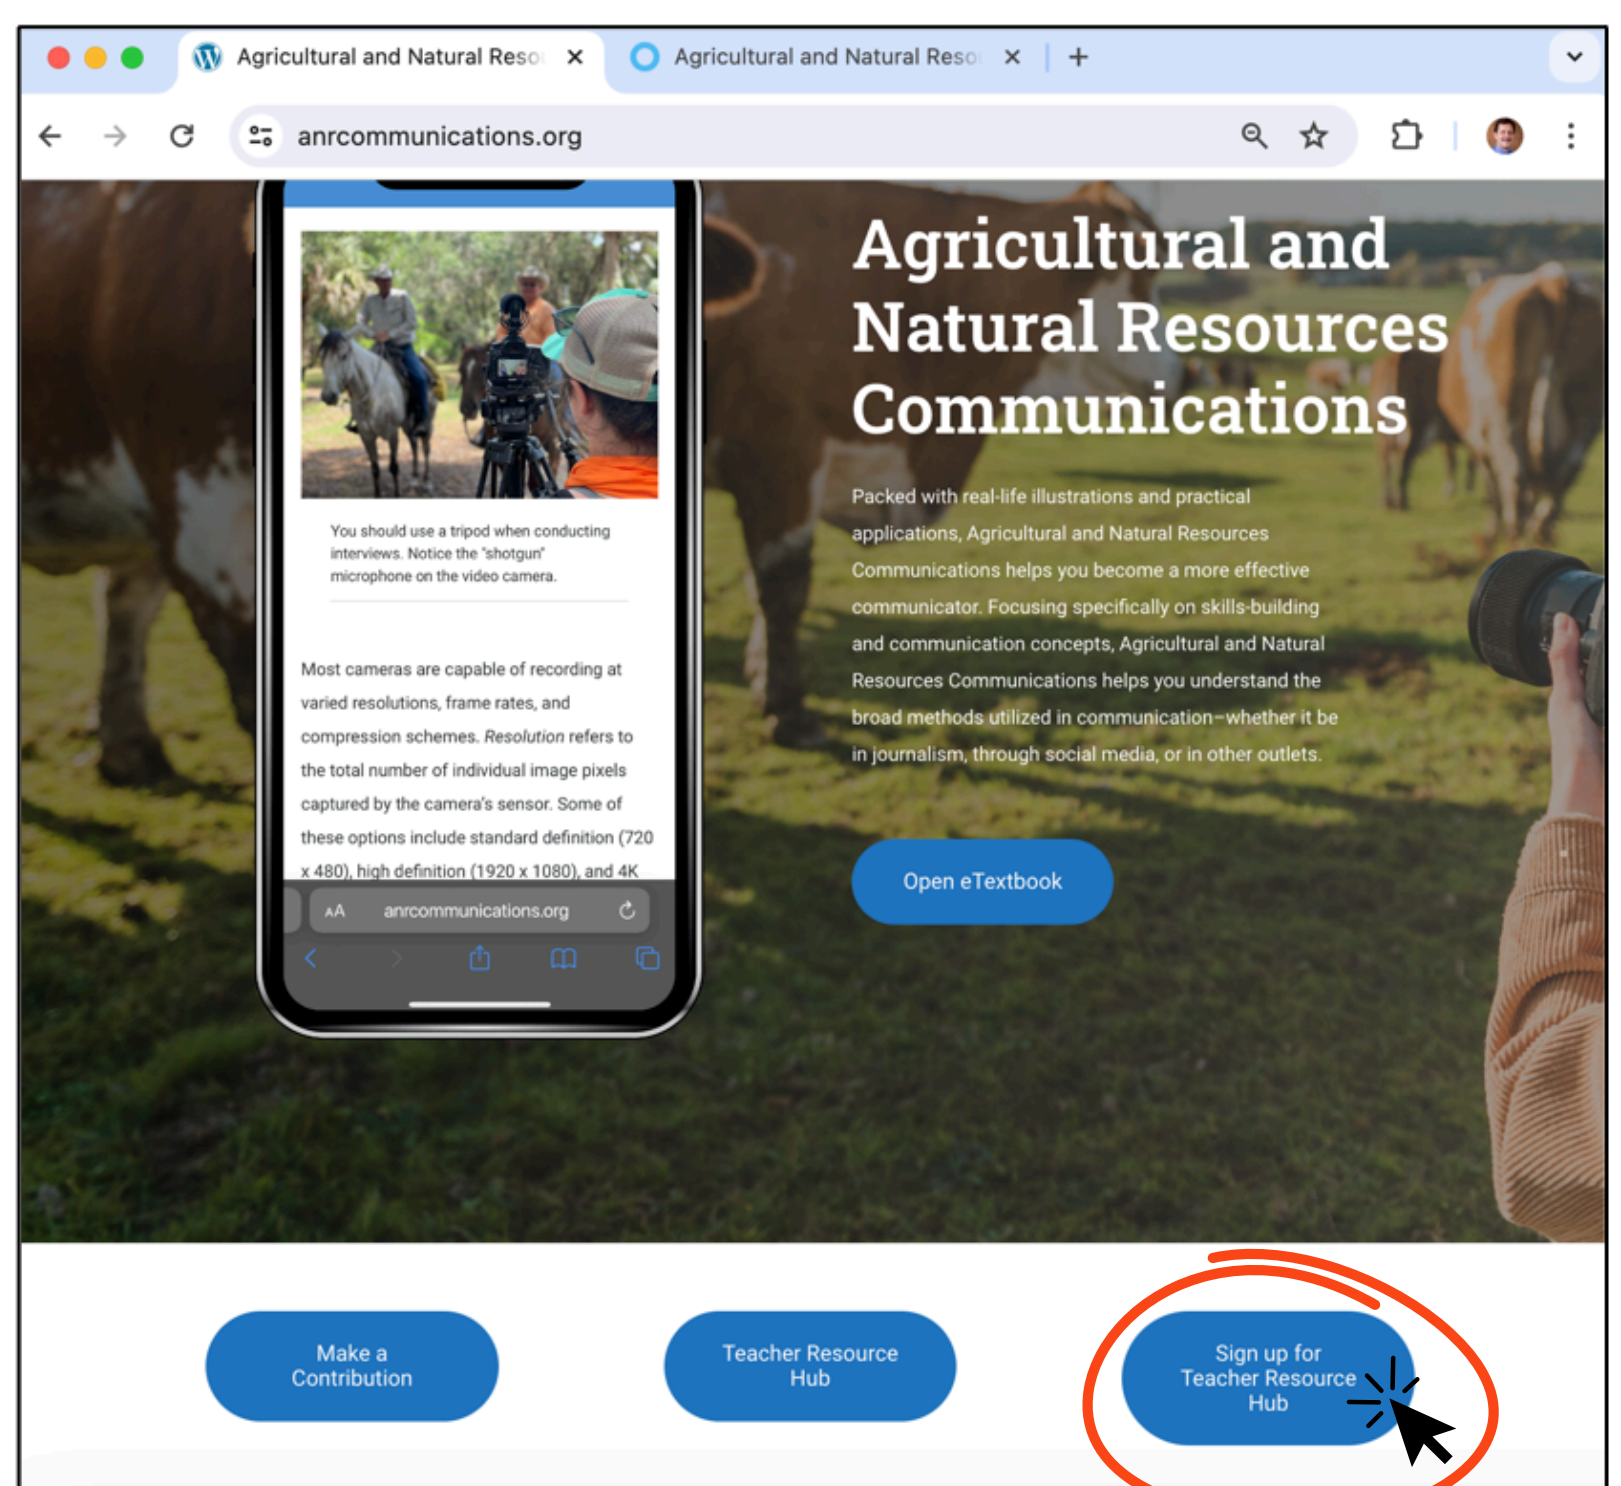 Agricultural and Natural Reso
Agricultural and Natural Reso
anrcommunications.org
You should use a tripod when conducting
interviews. Notice the "shotgun"
microphone on the video camera.
Most cameras are capable of recording at
varied resolutions, frame rates, and
compression schemes. Resolution refers to
the total number of individual image pixels
captured by the camera's sensor. Some of
these options include standard definition (720
x 480), high definition (1920 x 1080), and 4K
AA anrcommunications.org
Agricultural and
Natural Resources
Communications
Packed with real-life illustrations and practical
applications, Agricultural and Natural Resources
Communications helps you become a more effective
communicator. Focusing specifically on skills-building
and communication concepts, Agricultural and Natural
Resources Communications helps you understand the
broad methods utilized in communication–whether it be
in journalism, through social media, or in other outlets.
Open eTextbook
Make a
Contribution
Teacher Resource
Hub
Sign up for
Teacher Resource
Hub